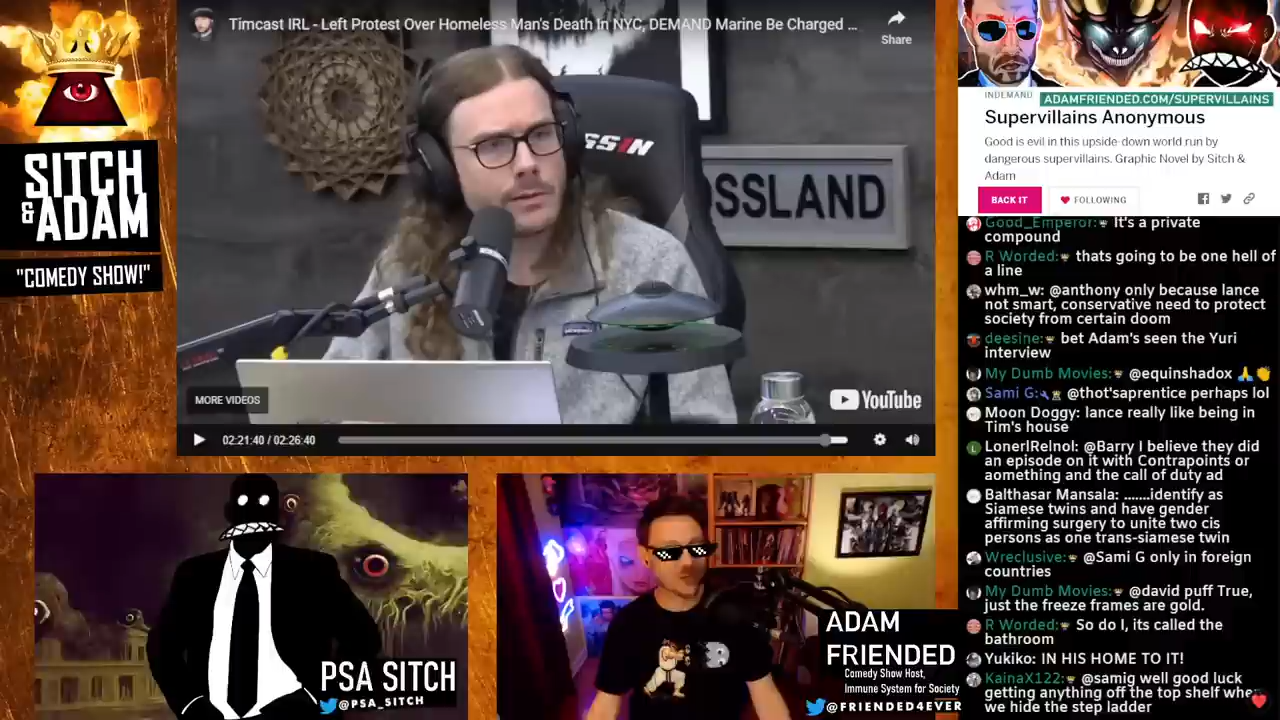 Timcast IRL - Left Protest Over Homeless Man's Death In NYC, DEMAND Marine Be Charged ...
Share
SSIN
OSSLAND
MORE VIDEOS
YouTube
02:21:40 / 02:26:40
SITCH
& ADAM
"COMEDY SHOW!"
PSA SITCH
@PSA_SITCH
ADAM
FRIENDED
Comedy Show Host,
Immune System for Society
@FRIENDED4EVER
INDEMAND
ADAMFRIENDED.COM/SUPERVILLAINS
Supervillains Anonymous
Good is evil in this upside-down world run by
dangerous supervillains. Graphic Novel by Sitch &
Adam
BACK IT
FOLLOWING
Good_Emperor: It's a private
compound
R Worded: thats going to be one hell of
a line
whm_w: @anthony only because lance
not smart, conservative need to protect
society from certain doom
deesine: bet Adam's seen the Yuri
interview
My Dumb Movies: @equinshadox 🙏👏
Sami G: @thot'saprentice perhaps lol
Moon Doggy: lance really like being in
Tim's house
LonerIReInol: @Barry I believe they did
an episode on it with Contrapoints or
aomething and the call of duty ad
Balthasar Mansala: .......identify as
Siamese twins and have gender
affirming surgery to unite two cis
persons as one trans-siamese twin
Wreclusive: @Sami G only in foreign
countries
My Dumb Movies: @david puff True,
just the freeze frames are gold.
R Worded: So do I, its called the
bathroom
Yukiko: IN HIS HOME TO IT!
KainaX122: @samig well good luck
getting anything off the top shelf when
we hide the step ladder